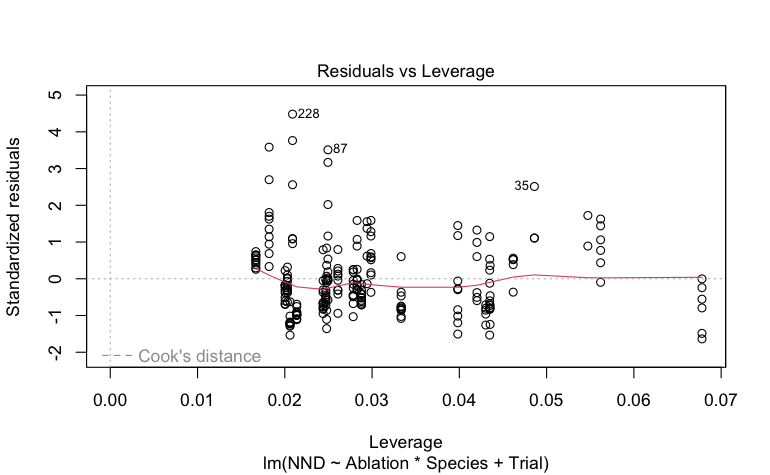 Residuals vs Leverage
Standardized residuals
5
4
3
2
1
0
-1
-2
228
87
35
Cook's distance
0.00 0.01 0.02 0.03 0.04 0.05 0.06 0.07
Leverage
lm(NND ~ Ablation * Species + Trial)